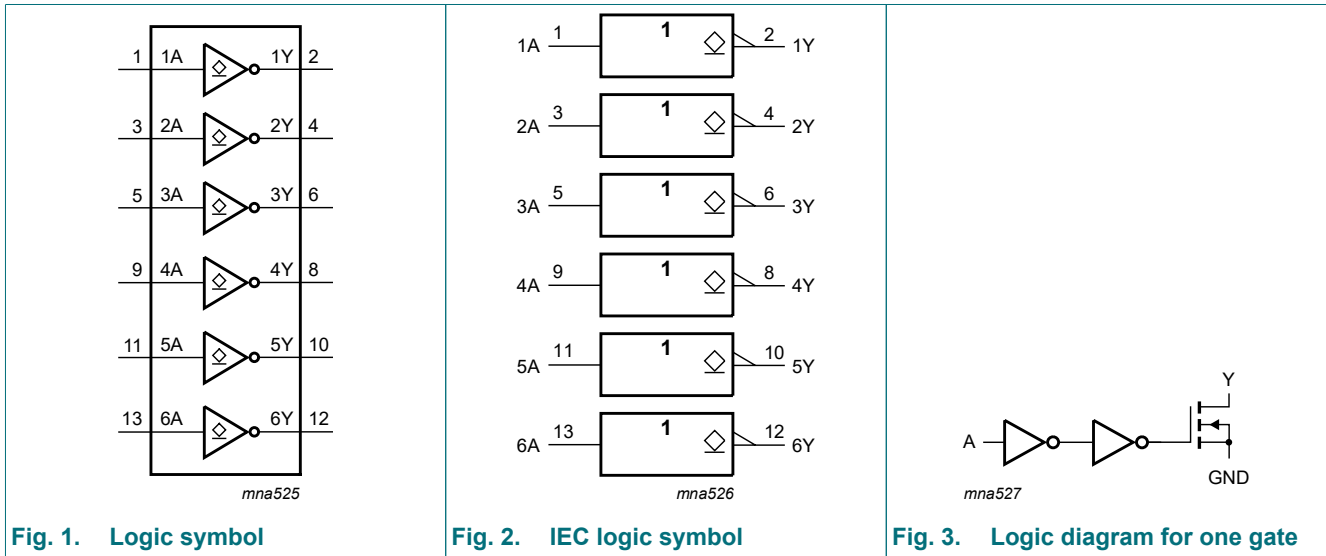 1 1A 1Y 2
3 2A 2Y 4
5 3A 3Y 6
9 4A 4Y 8
11 5A 5Y 10
13 6A 6Y 12
mna525
Fig. 1. Logic symbol
1A 1 1 2 1Y
2A 3 1 4 2Y
3A 5 1 6 3Y
4A 9 1 8 4Y
5A 11 1 10 5Y
6A 13 1 12 6Y
mna526
Fig. 2. IEC logic symbol
Y
A
GND
mna527
Fig. 3. Logic diagram for one gate